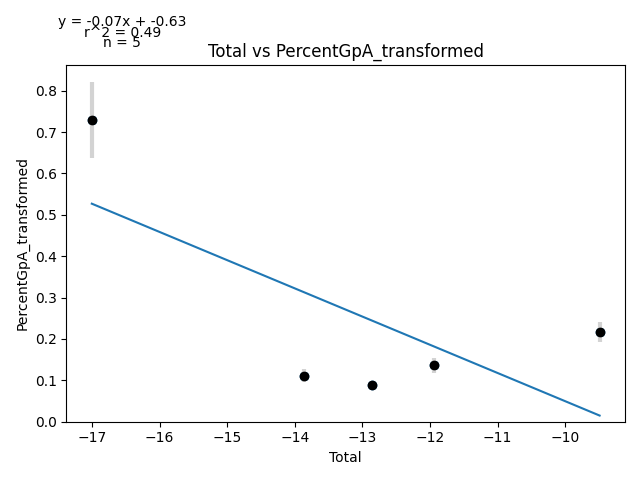 y = -0.07x + -0.63
r^2 = 0.49
n = 5
Total vs PercentGpA_transformed
PercentGpA_transformed
0.8
0.7
0.6
0.5
0.4
0.3
0.2
0.1
0.0
−17 −16 −15 −14 −13 −12 −11 −10
Total